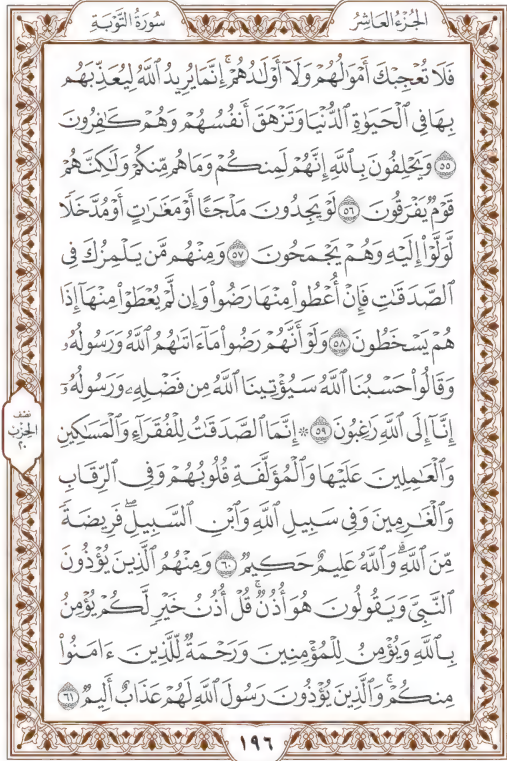 الجزء العاشر
سورة التوبة
فَلَا تُعْجِبْكَ أَمْوَٰلُهُمْ وَلَآ أَوْلَٰدُهُمْ ۚ إِنَّمَا يُرِيدُ ٱللَّهُ لِيُعَذِّبَهُم
بِهَا فِى ٱلْحَيَوٰةِ ٱلدُّنْيَا وَتَزْهَقَ أَنفُسُهُمْ وَهُمْ كَٰفِرُونَ
٥٥ وَيَحْلِفُونَ بِٱللَّهِ إِنَّهُمْ لَمِنكُمْ وَمَا هُم مِّنكُمْ وَلَٰكِنَّهُمْ
قَوْمٌ يَفْرَقُونَ ٥٦ لَوْ يَجِدُونَ مَلْجَـًٔا أَوْ مَغَٰرَٰتٍ أَوْ مُدَّخَلًا
لَّوَلَّوْا۟ إِلَيْهِ وَهُمْ يَجْمَحُونَ ٥٧ وَمِنْهُم مَّن يَلْمِزُكَ فِى
ٱلصَّدَقَٰتِ فَإِنْ أُعْطُوا۟ مِنْهَا رَضُوا۟ وَإِن لَّمْ يُعْطَوْا۟ مِنْهَآ إِذَا
هُمْ يَسْخَطُونَ ٥٨ وَلَوْ أَنَّهُمْ رَضُوا۟ مَآ ءَاتَىٰهُمُ ٱللَّهُ وَرَسُولُهُۥ
وَقَالُوا۟ حَسْبُنَا ٱللَّهُ سَيُؤْتِينَا ٱللَّهُ مِن فَضْلِهِۦ وَرَسُولُهُۥٓ
إِنَّآ إِلَى ٱللَّهِ رَٰغِبُونَ ٥٩ ۞ إِنَّمَا ٱلصَّدَقَٰتُ لِلْفُقَرَآءِ وَٱلْمَسَٰكِينِ
نصف
الحزب
٢٠
وَٱلْعَٰمِلِينَ عَلَيْهَا وَٱلْمُؤَلَّفَةِ قُلُوبُهُمْ وَفِى ٱلرِّقَابِ
وَٱلْغَٰرِمِينَ وَفِى سَبِيلِ ٱللَّهِ وَٱبْنِ ٱلسَّبِيلِ ۖ فَرِيضَةً
مِّنَ ٱللَّهِ ۗ وَٱللَّهُ عَلِيمٌ حَكِيمٌ ٦٠ وَمِنْهُمُ ٱلَّذِينَ يُؤْذُونَ
ٱلنَّبِىَّ وَيَقُولُونَ هُوَ أُذُنٌ ۚ قُلْ أُذُنُ خَيْرٍ لَّكُمْ يُؤْمِنُ
بِٱللَّهِ وَيُؤْمِنُ لِلْمُؤْمِنِينَ وَرَحْمَةٌ لِّلَّذِينَ ءَامَنُوا۟
مِنكُمْ ۚ وَٱلَّذِينَ يُؤْذُونَ رَسُولَ ٱللَّهِ لَهُمْ عَذَابٌ أَلِيمٌ ٦١
١٩٦